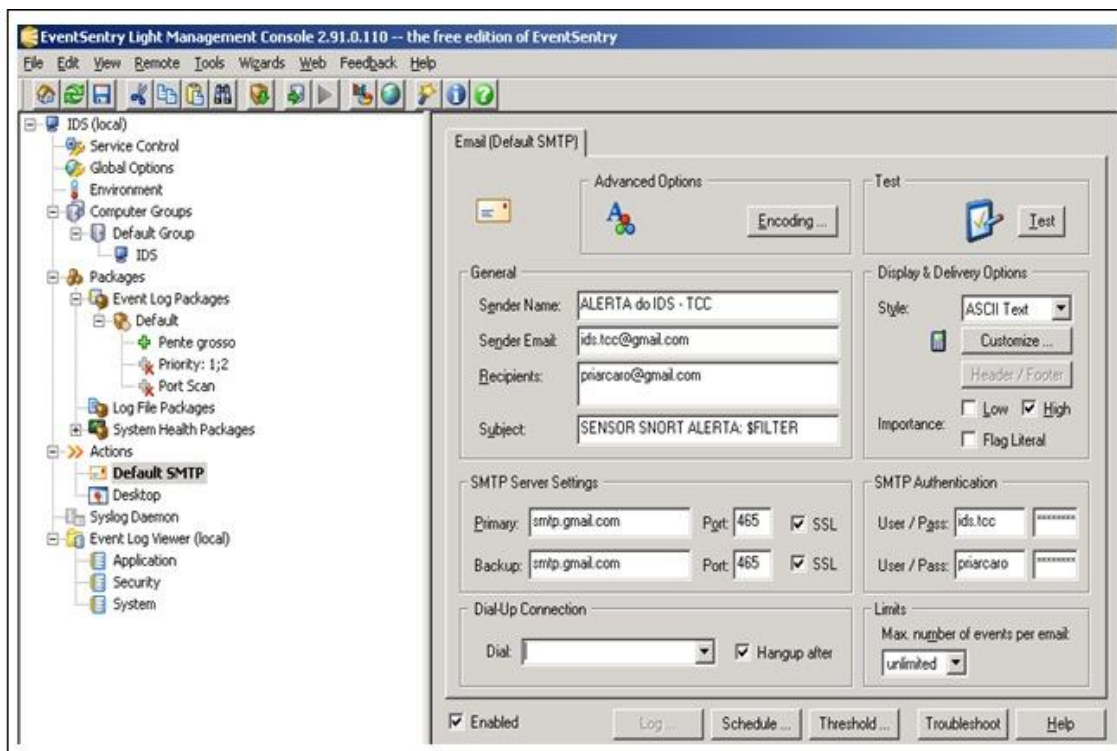 EventSentry Light Management Console 2.91.0.110 -- the free edition of EventSentry
File Edit View Remote Tools Wizards Web Feedback Help
IDS (local)
Service Control
Global Options
Environment
Computer Groups
Default Group
IDS
Packages
Event Log Packages
Default
Pente grosso
Priority: 1;2
Port Scan
Log File Packages
System Health Packages
Actions
Default SMTP
Desktop
Syslog Daemon
Event Log Viewer (local)
Application
Security
System
Email (Default SMTP)
Advanced Options
Encoding ...
Test
Test
General
Sender Name: ALERTA do IDS - TCC
Sender Email: ids.tcc@gmail.com
Recipients: priarcaro@gmail.com
Subject: SENSOR SNORT ALERTA: $FILTER
Display & Delivery Options
Style: ASCII Text
Customize ...
Header / Footer
Importance: Low High
Flag Literal
SMTP Server Settings
Primary: smtp.gmail.com Port: 465 SSL
Backup: smtp.gmail.com Port: 465 SSL
SMTP Authentication
User / Pass: ids.tcc ********
User / Pass: priarcaro ********
Dial-Up Connection
Dial: Hangup after
Limits
Max. number of events per email:
unlimited
Enabled Log ... Schedule ... Threshold ... Troubleshoot Help